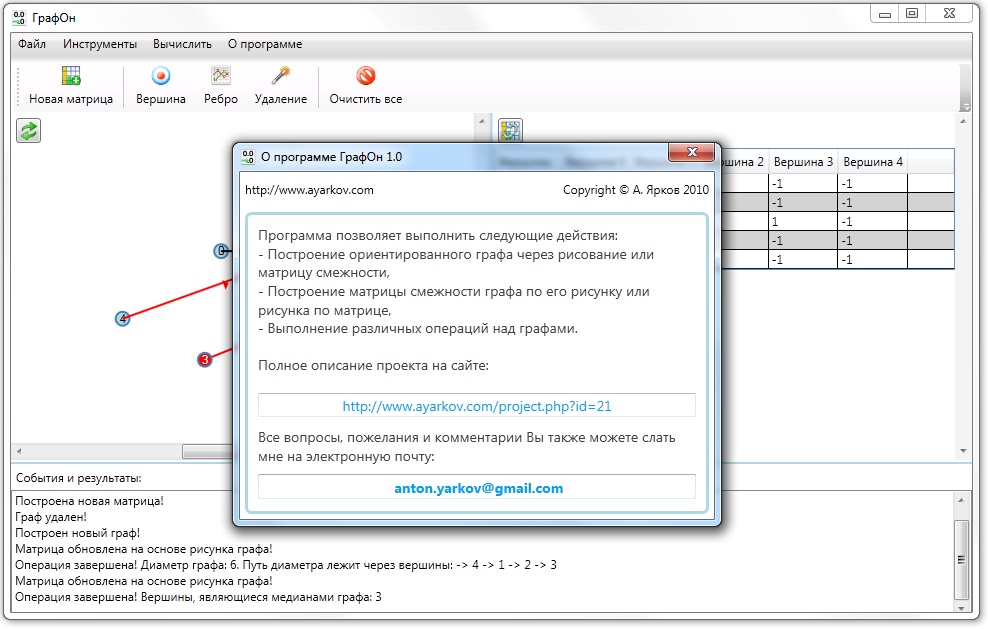 ГрафОн
Файл Инструменты Вычислить О программе
Новая матрица Вершина Ребро Удаление Очистить все
О программе ГрафОн 1.0
http://www.ayarkov.com Copyright © А. Ярков 2010
Программа позволяет выполнить следующие действия:
- Построение ориентированного графа через рисование или
матрицу смежности,
- Построение матрицы смежности графа по его рисунку или
рисунка по матрице,
- Выполнение различных операций над графами.
Полное описание проекта на сайте:
http://www.ayarkov.com/project.php?id=21
Все вопросы, пожелания и комментарии Вы также можете слать
мне на электронную почту:
anton.yarkov@gmail.com
0
4
3
2 Вершина 3 Вершина 4
-1 -1
-1 -1
1 -1
-1 -1
-1 -1
События и результаты:
Построена новая матрица!
Граф удален!
Построен новый граф!
Матрица обновлена на основе рисунка графа!
Операция завершена! Диаметр графа: 6. Путь диаметра лежит через вершины: -> 4 -> 1 -> 2 -> 3
Матрица обновлена на основе рисунка графа!
Операция завершена! Вершины, являющиеся медианами графа: 3